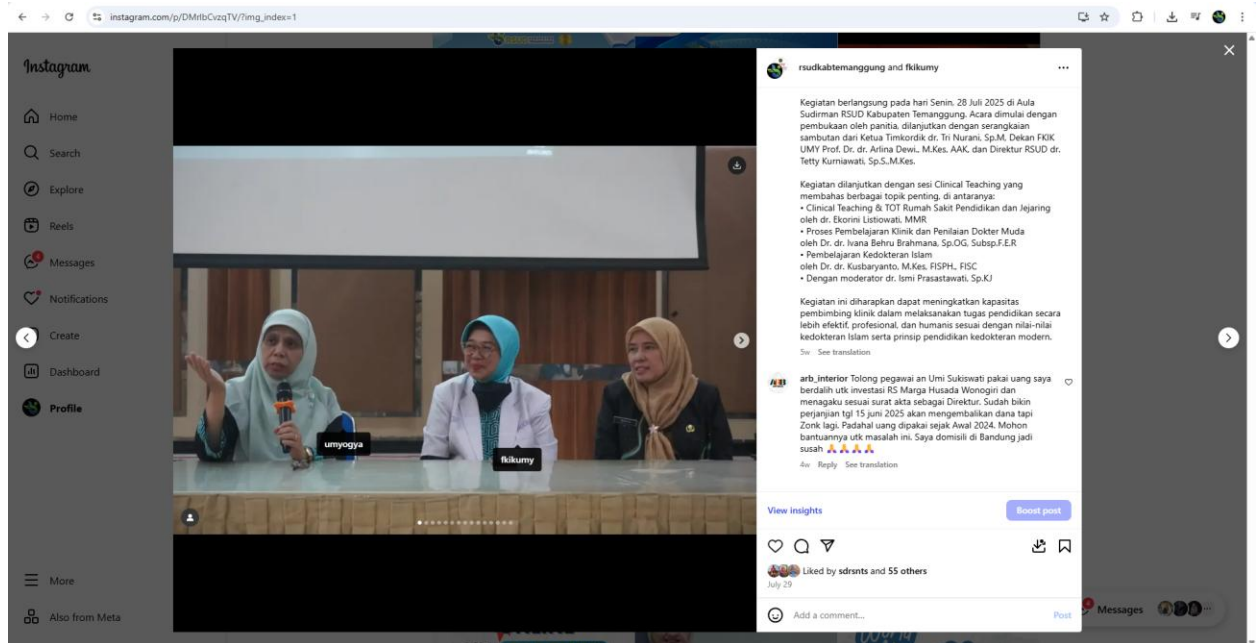 instagram.com/p/DMrlbCvzqTV/?img_index=1
Instagram
Home
Search
Explore
Reels
Messages
Notifications
Create
Dashboard
Profile
More
Also from Meta
umyogya
fkikumy
rsudkabtemanggung and fkikumy
Kegiatan berlangsung pada hari Senin, 28 Juli 2025 di Aula
Sudirman RSUD Kabupaten Temanggung. Acara dimulai dengan
pembukaan oleh panitia, dilanjutkan dengan serangkaian
sambutan dari Ketua Timkordik dr. Tri Nurani, Sp.M, Dekan FKIK
UMY Prof. Dr. dr. Arlina Dewi., M.Kes, AAK, dan Direktur RSUD dr.
Tetty Kurniawati, Sp.S.,M.Kes.
Kegiatan dilanjutkan dengan sesi Clinical Teaching yang
membahas berbagai topik penting, di antaranya:
• Clinical Teaching & TOT Rumah Sakit Pendidikan dan Jejaring
oleh dr. Ekorini Listiowati, MMR
• Proses Pembelajaran Klinik dan Penilaian Dokter Muda
oleh Dr. dr. Ivana Behru Brahmana, Sp.OG, Subsp.F.E.R
• Pembelajaran Kedokteran Islam
oleh Dr. dr. Kusbaryanto, M.Kes, FISPH., FISC
• Dengan moderator dr. Ismi Prasastawati, Sp.KJ
Kegiatan ini diharapkan dapat meningkatkan kapasitas
pembimbing klinik dalam melaksanakan tugas pendidikan secara
lebih efektif, profesional, dan humanis sesuai dengan nilai-nilai
kedokteran Islam serta prinsip pendidikan kedokteran modern.
5w See translation
arb_interior Tolong pegawai an Umi Sukiswati pakai uang saya
berdalih utk investasi RS Marga Husada Wonogiri dan
menagaku sesuai surat akta sebagai Direktur. Sudah bikin
perjanjian tgl 15 juni 2025 akan mengembalikan dana tapi
Zonk lagi. Padahal uang dipakai sejak Awal 2024. Mohon
bantuannya utk masalah ini. Saya domisili di Bandung jadi
susah 🙏🙏🙏🙏
4w Reply See translation
View insights
Boost post
Liked by sdrsnts and 55 others
July 29
Add a comment...
Post
Messages